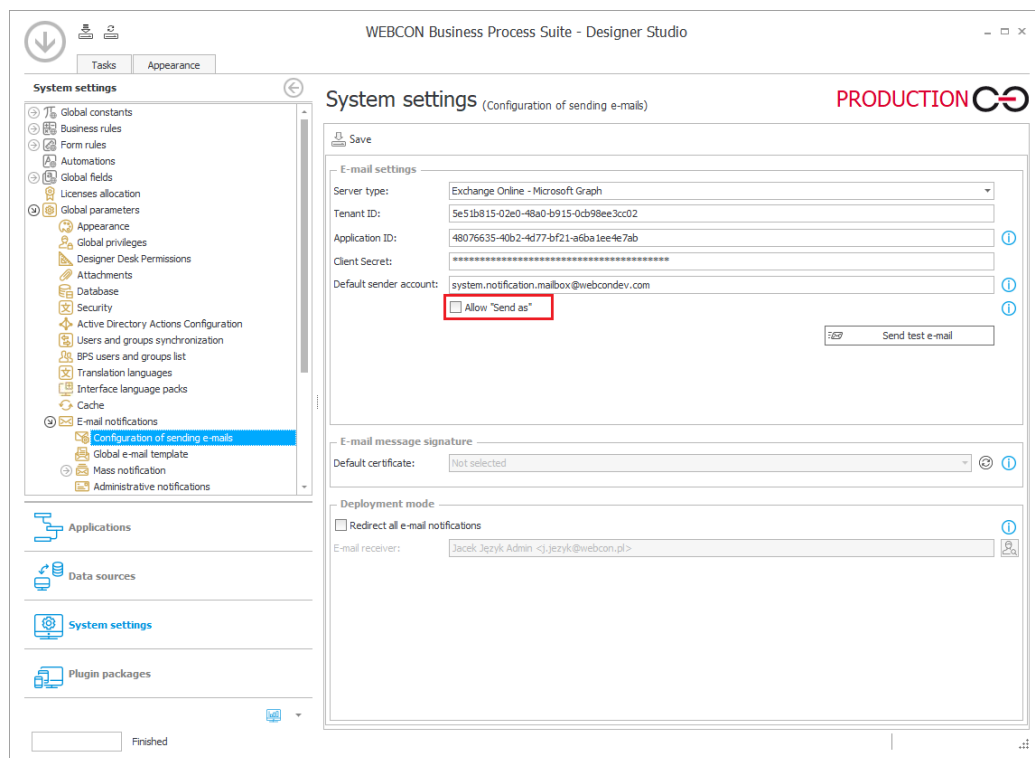 WEBCON Business Process Suite - Designer Studio
Tasks Appearance
System settings
Global constants
Business rules
Form rules
Automations
Global fields
Licenses allocation
Global parameters
Appearance
Global privileges
Designer Desk Permissions
Attachments
Database
Security
Active Directory Actions Configuration
Users and groups synchronization
BPS users and groups list
Translation languages
Interface language packs
Cache
E-mail notifications
Configuration of sending e-mails
Global e-mail template
Mass notification
Administrative notifications
Applications
Data sources
System settings
Plugin packages
Finished
System settings (Configuration of sending e-mails)
PRODUCTION
Save
E-mail settings
Server type: Exchange Online - Microsoft Graph
Tenant ID: 5e51b815-02e0-48a0-b915-0cb98ee3cc02
Application ID: 48076635-40b2-4d77-bf21-a6ba1ee4e7ab
Client Secret: ****************************************
Default sender account: system.notification.mailbox@webcondev.com
Allow "Send as"
Send test e-mail
E-mail message signature
Default certificate: Not selected
Deployment mode
Redirect all e-mail notifications
E-mail receiver: Jacek Język Admin <j.jezyk@webcon.pl>